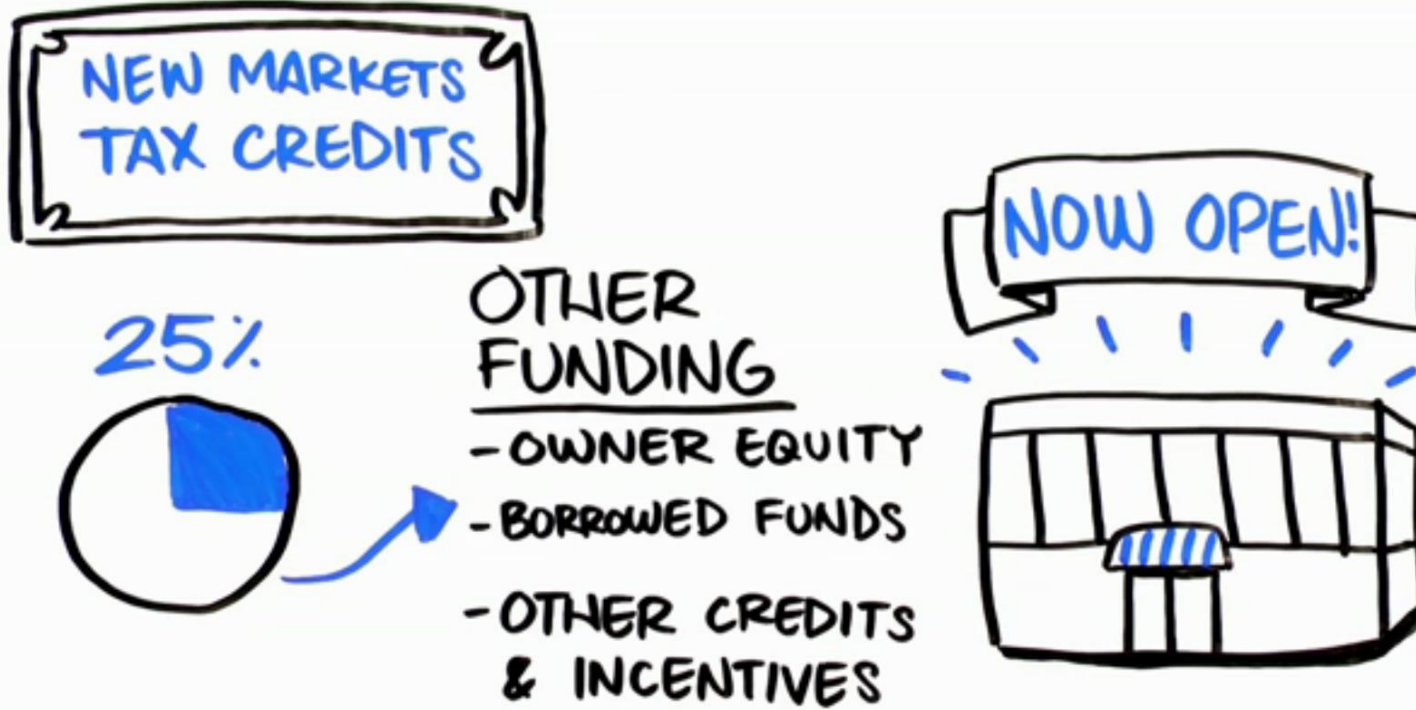 NEW MARKETS
TAX CREDITS
25%
OTHER
FUNDING
- OWNER EQUITY
- BORROWED FUNDS
- OTHER CREDITS
& INCENTIVES
NOW OPEN!